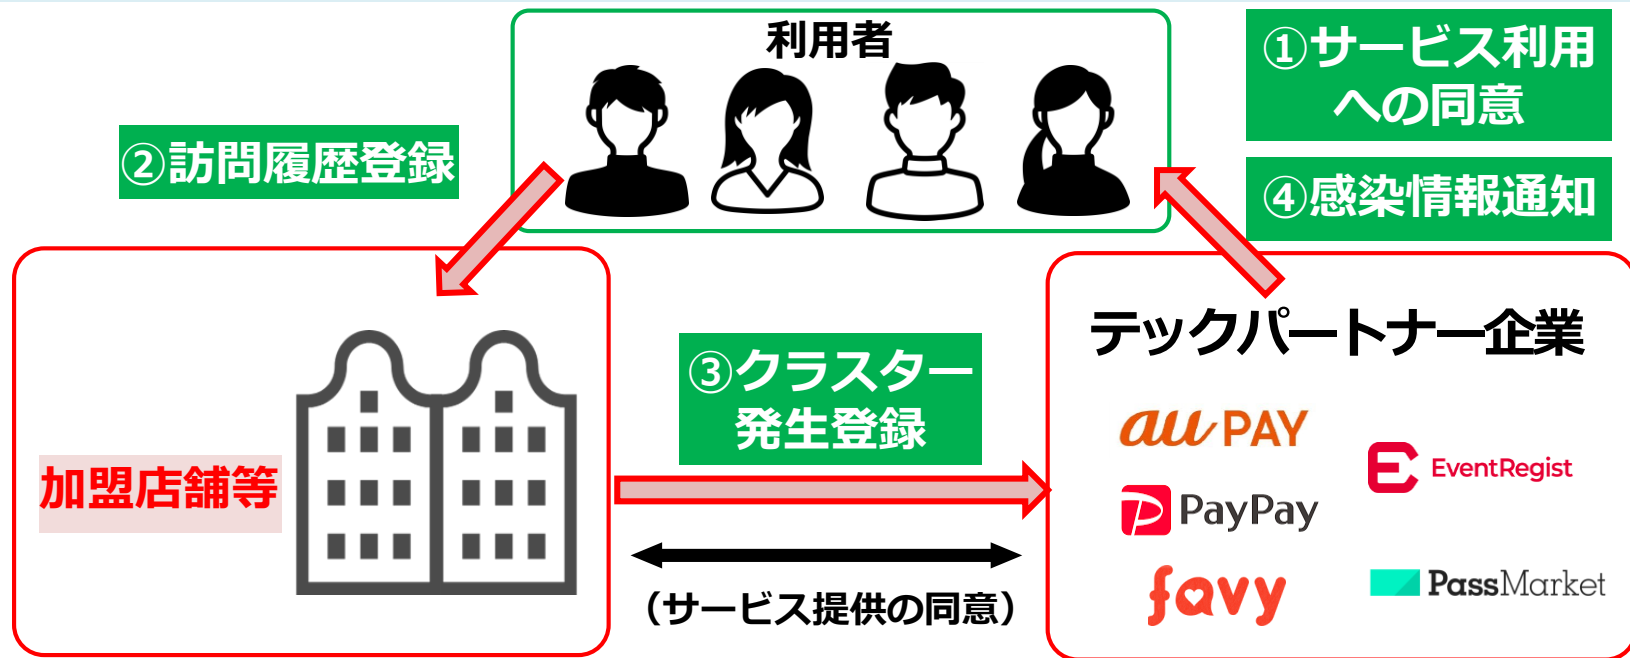 利用者
①サービス利用
への同意
②訪問履歴登録
④感染情報通知
テックパートナー企業
③クラスター
発生登録
加盟店舗等
au PAY
EventRegist
PayPay
favy
PassMarket
（サービス提供の同意）